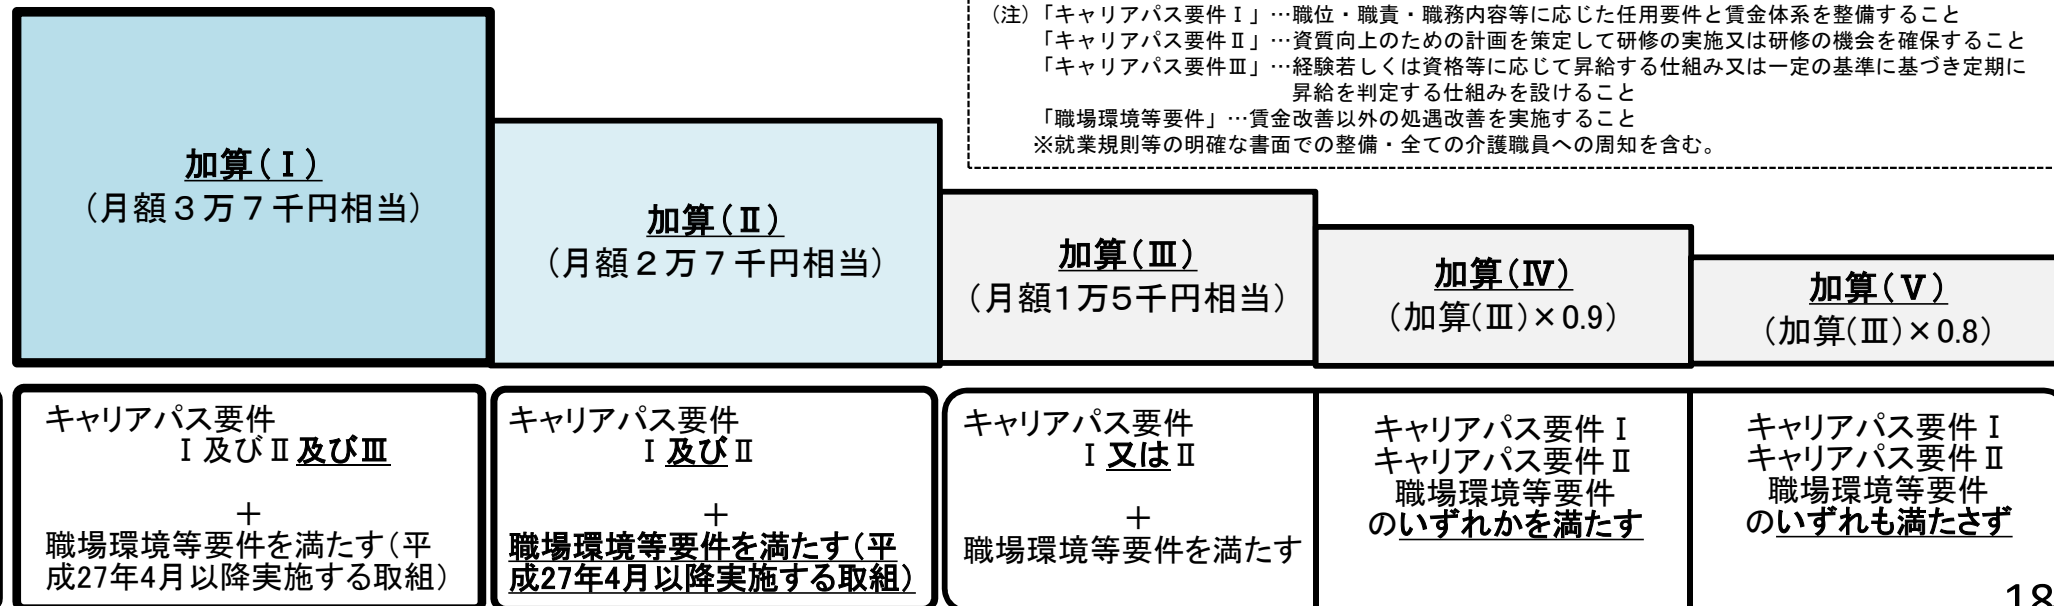 (注)「キャリアパス要件Ⅰ」…職位・職責・職務内容等に応じた任用要件と賃金体系を整備すること
「キャリアパス要件Ⅱ」…資質向上のための計画を策定して研修の実施又は研修の機会を確保すること
「キャリアパス要件Ⅲ」…経験若しくは資格等に応じて昇給する仕組み又は一定の基準に基づき定期に
昇給を判定する仕組みを設けること
「職場環境等要件」…賃金改善以外の処遇改善を実施すること
※就業規則等の明確な書面での整備・全ての介護職員への周知を含む。
加算(Ⅰ)
(月額３万７千円相当)
加算(Ⅱ)
(月額２万７千円相当)
加算(Ⅲ)
(月額1万5千円相当)
加算(Ⅳ)
(加算(Ⅲ)×0.9)
加算(Ⅴ)
(加算(Ⅲ)×0.8)
キャリアパス要件
Ⅰ及びⅡ及びⅢ
＋
職場環境等要件を満たす(平
成27年4月以降実施する取組)
キャリアパス要件
Ⅰ及びⅡ
＋
職場環境等要件を満たす(平
成27年4月以降実施する取組)
キャリアパス要件
Ⅰ又はⅡ
＋
職場環境等要件を満たす
キャリアパス要件Ⅰ
キャリアパス要件Ⅱ
職場環境等要件
のいずれかを満たす
キャリアパス要件Ⅰ
キャリアパス要件Ⅱ
職場環境等要件
のいずれも満たさず
18